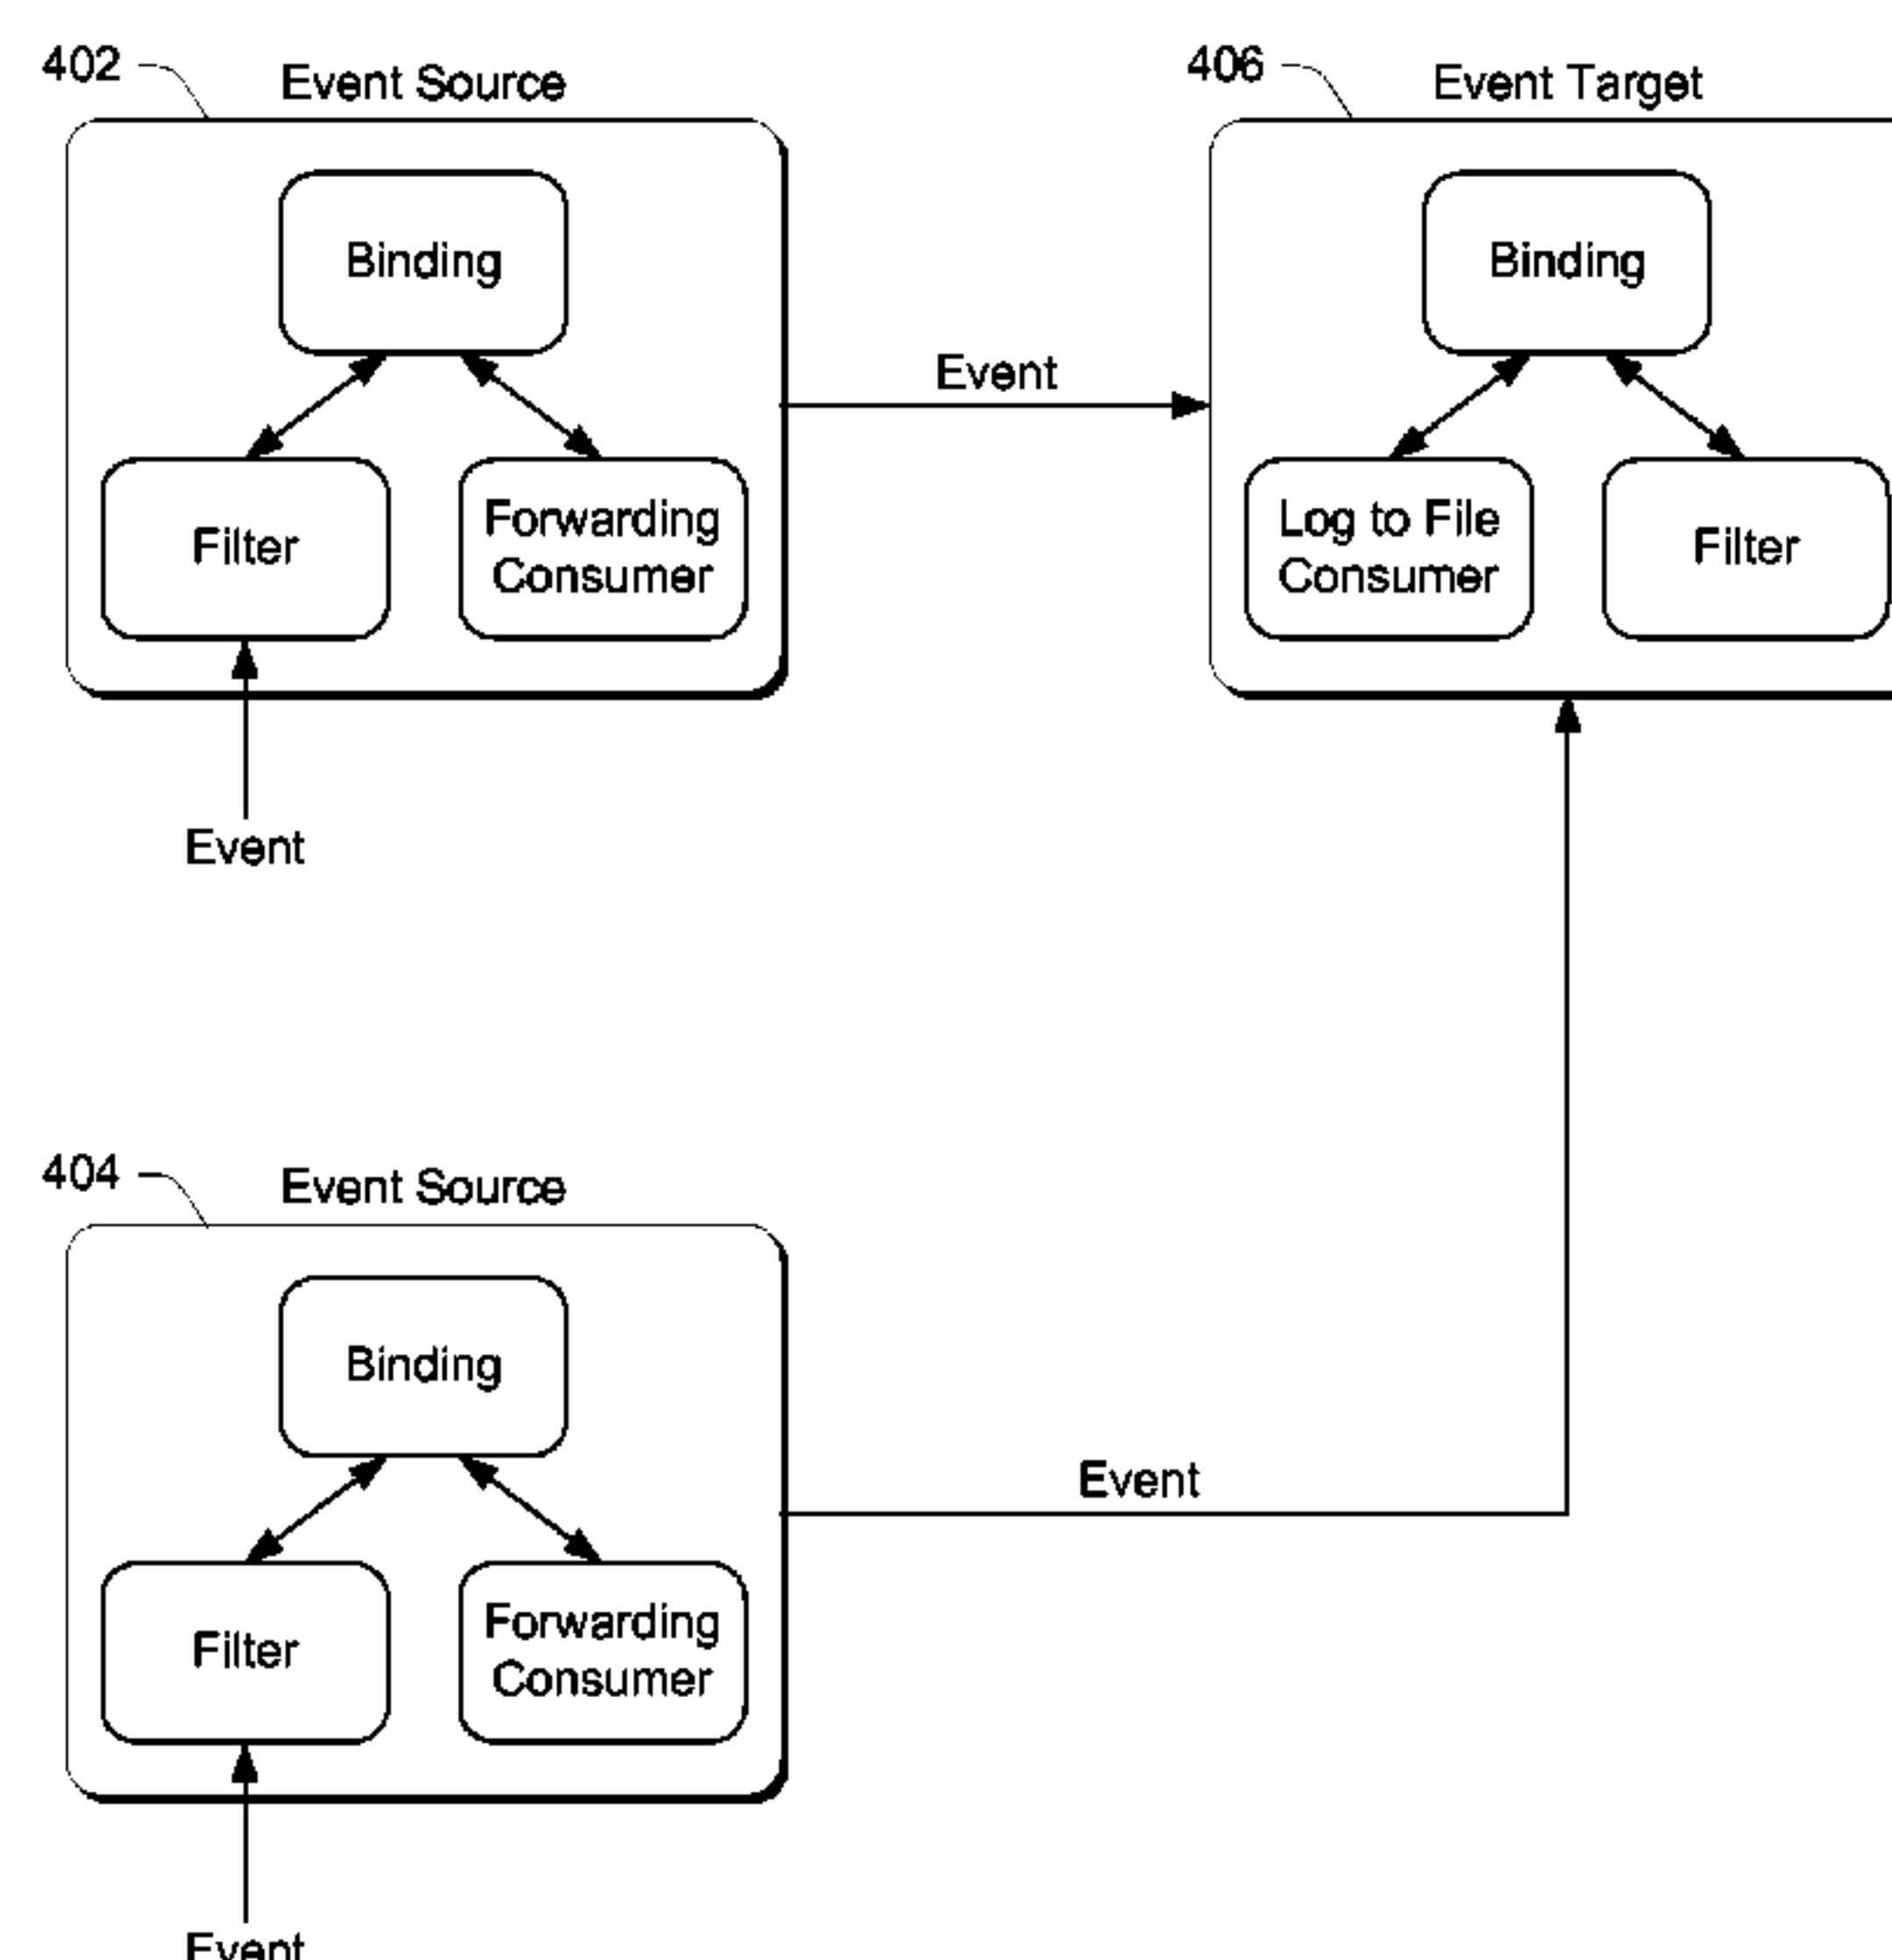 402
Event Source
406
Event Target
Binding
Binding
Event
Filter
Forwarding
Consumer
Log to File
Consumer
Filter
Event
404
Event Source
Binding
Event
Filter
Forwarding
Consumer
Event